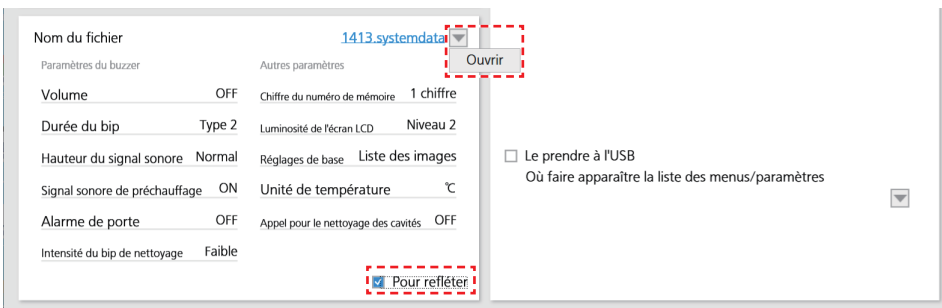 Nom du fichier 1413.systemdata
Ouvrir
Paramètres du buzzer Autres paramètres
Volume OFF Chiffre du numéro de mémoire 1 chiffre
Durée du bip Type 2 Luminosité de l'écran LCD Niveau 2
Hauteur du signal sonore Normal Réglages de base Liste des images
Signal sonore de préchauffage ON Unité de température ℃
Alarme de porte OFF Appel pour le nettoyage des cavités OFF
Intensité du bip de nettoyage Faible
Pour refléter
Le prendre à l'USB
Où faire apparaître la liste des menus/paramètres